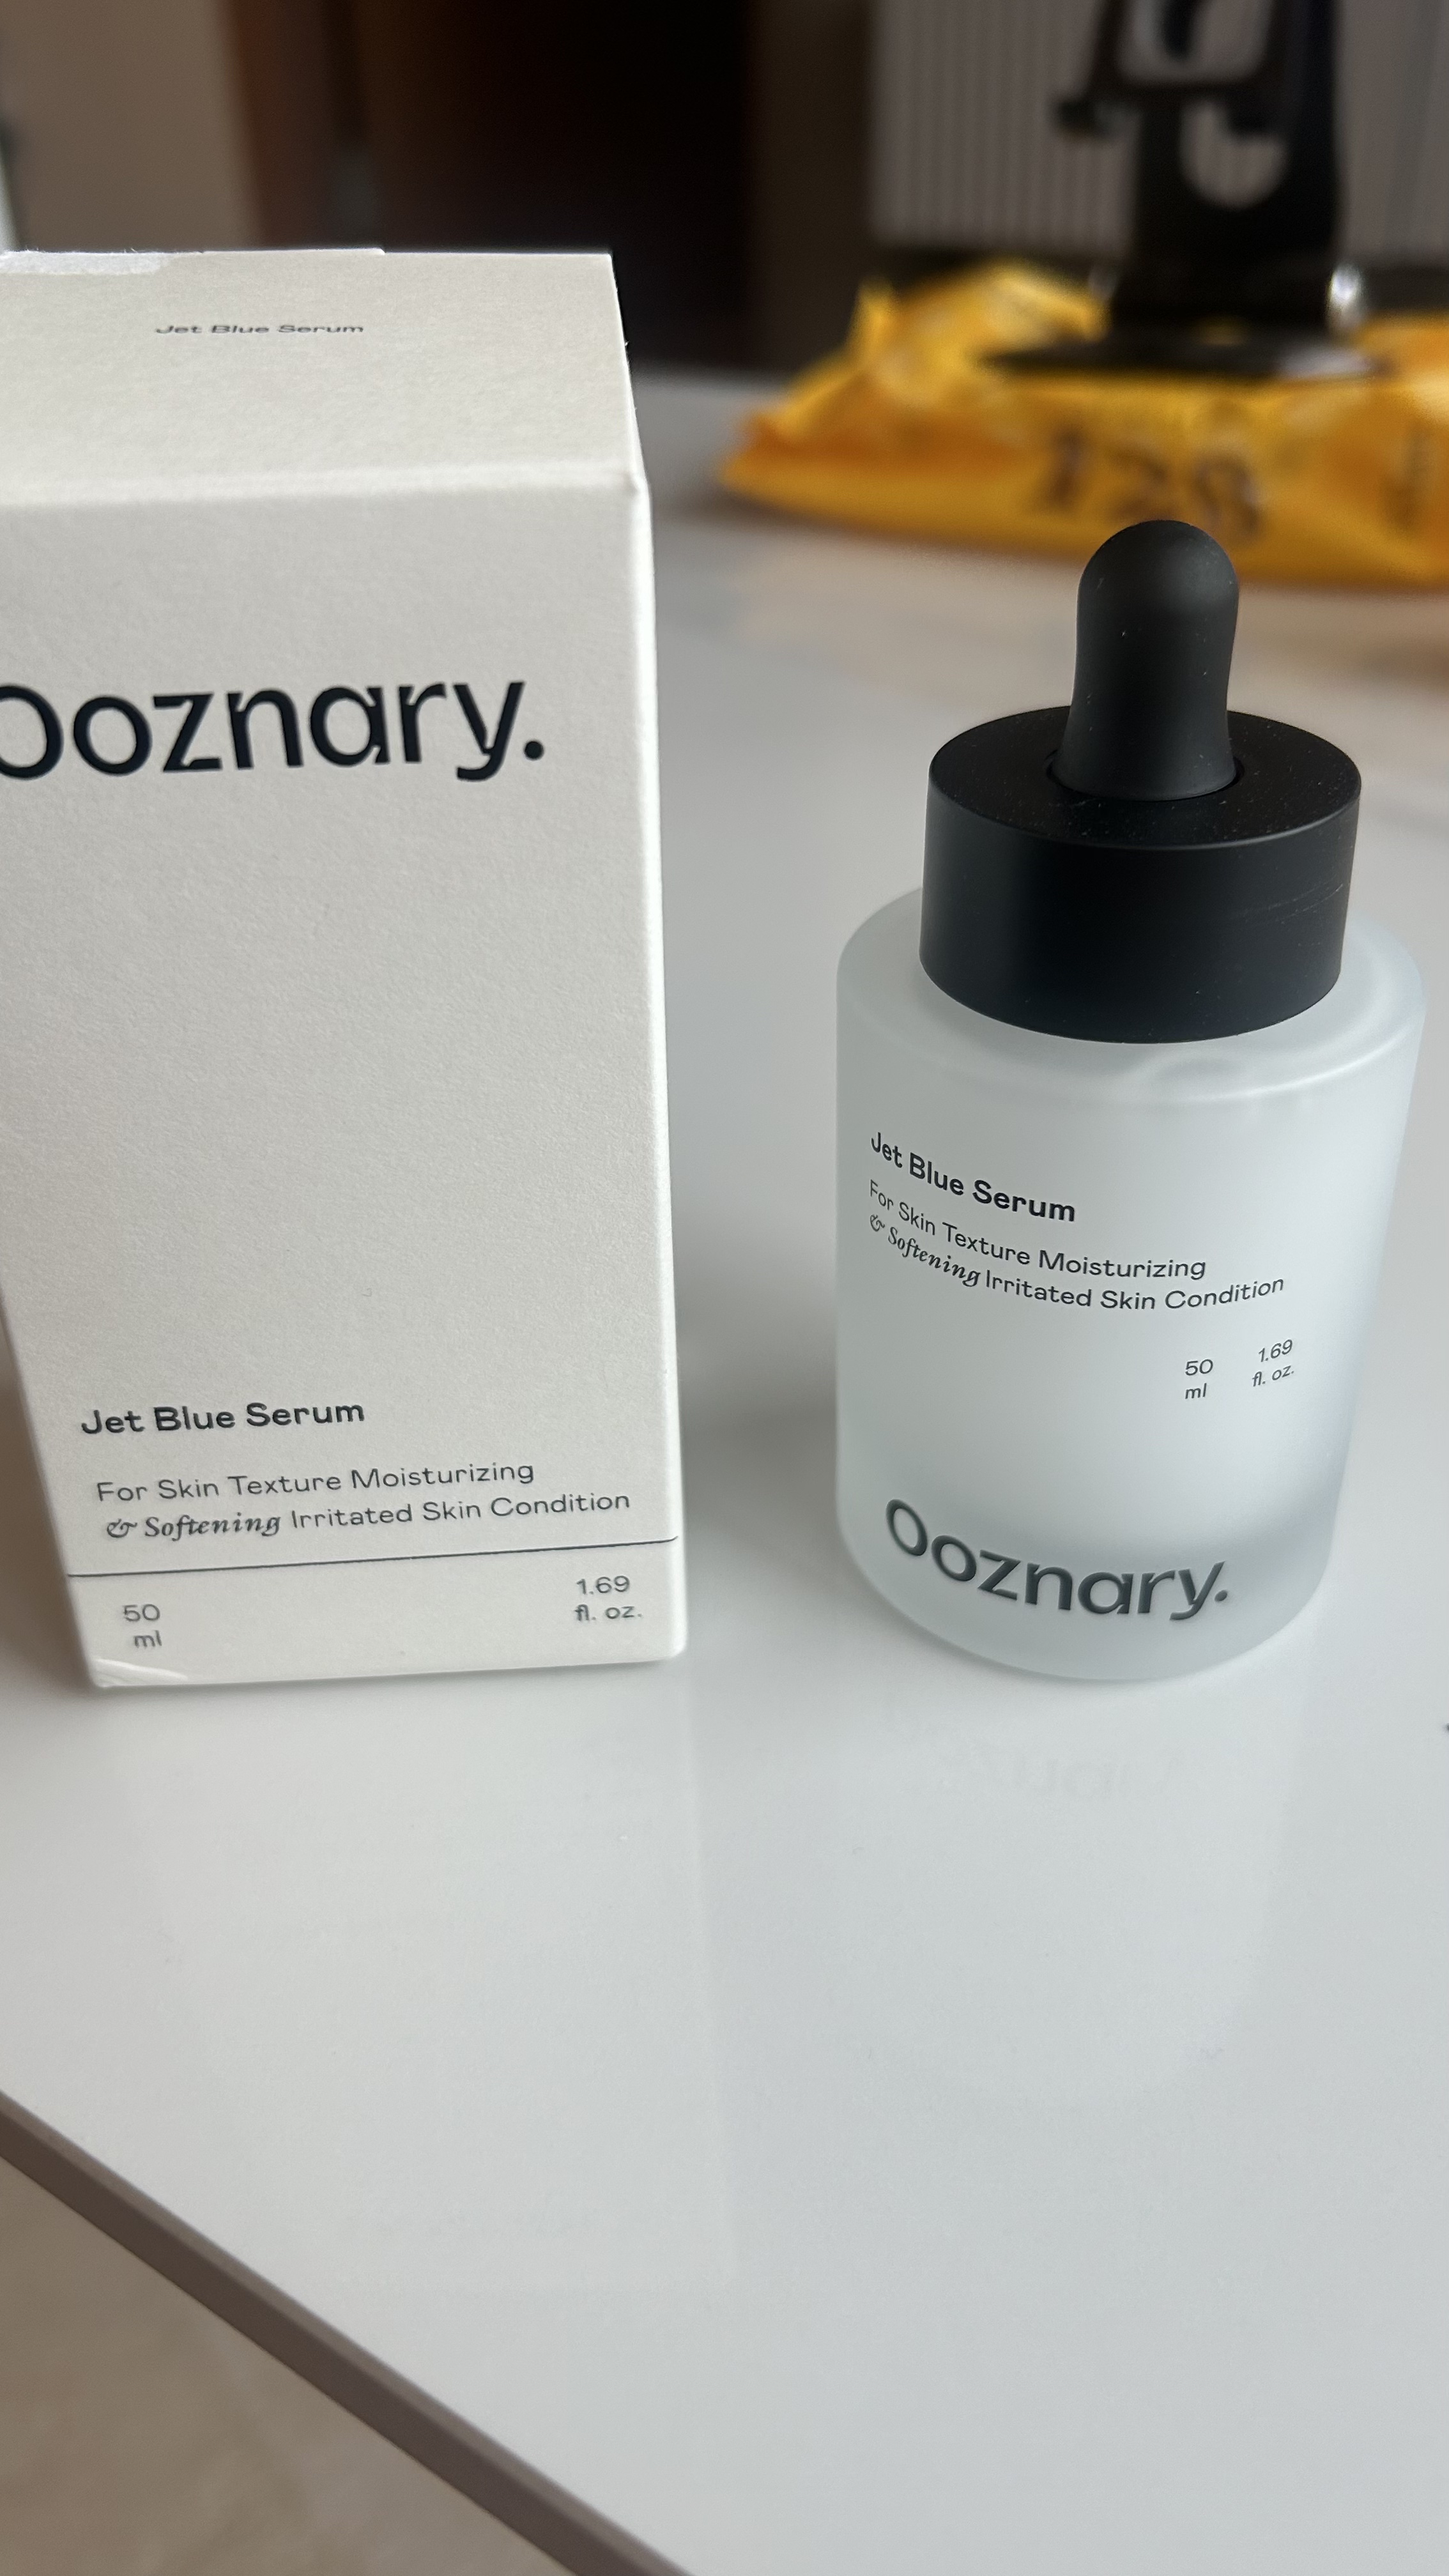 Jet Blue Serum
Ooznary.
Jet Blue Serum
For Skin Texture Moisturizing
& Softening Irritated Skin Condition
50
ml
1.69
fl. oz.
128
Jet Blue Serum
For Skin Texture Moisturizing
& Softening Irritated Skin Condition
50
ml
1.69
fl. oz.
Ooznary.